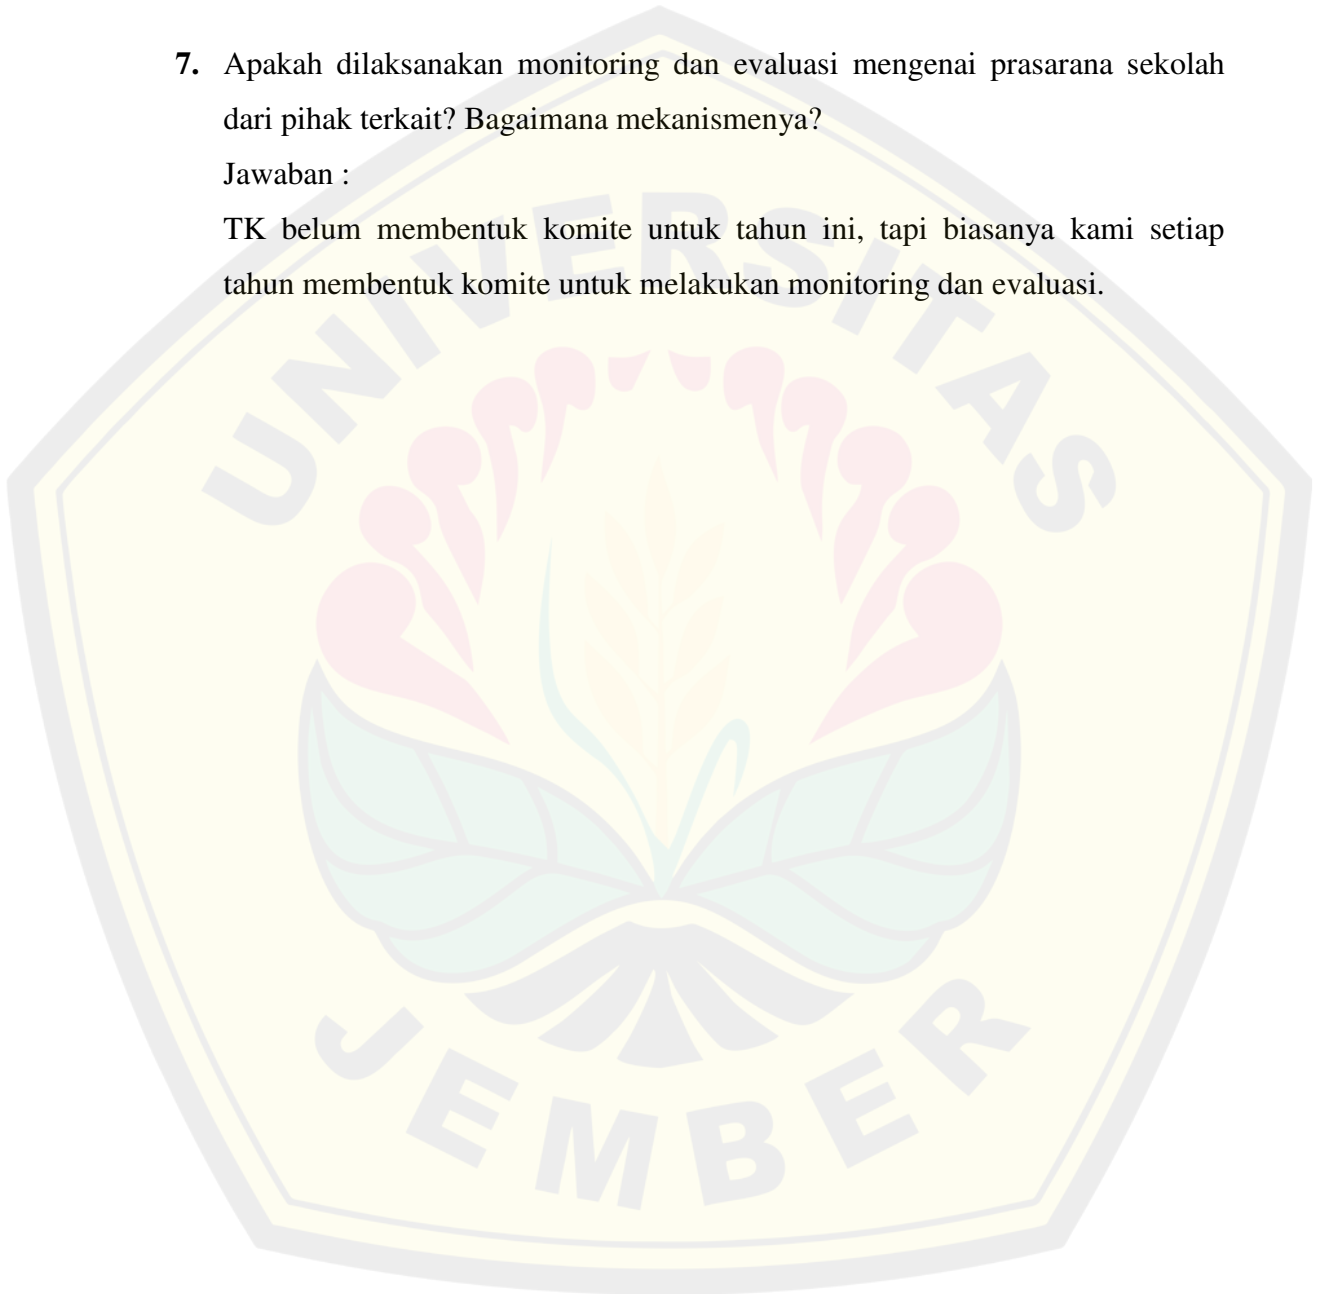 7. Apakah dilaksanakan monitoring dan evaluasi mengenai prasarana sekolah
dari pihak terkait? Bagaimana mekanismenya?
Jawaban :
TK belum membentuk komite untuk tahun ini, tapi biasanya kami setiap
tahun membentuk komite untuk melakukan monitoring dan evaluasi.
UNIVERSITAS
JEMBER